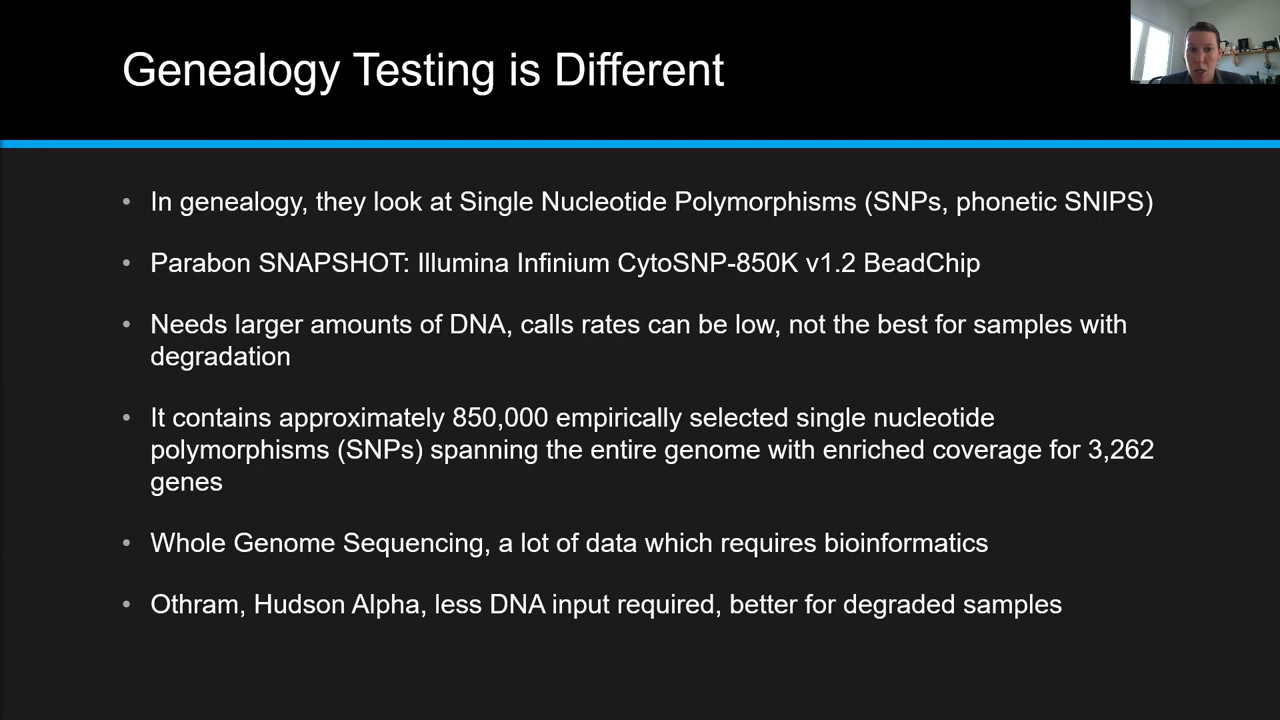 Genealogy Testing is Different
• In genealogy, they look at Single Nucleotide Polymorphisms (SNPs, phonetic SNIPS)
• Parabon SNAPSHOT: Illumina Infinium CytoSNP-850K v1.2 BeadChip
• Needs larger amounts of DNA, calls rates can be low, not the best for samples with
degradation
• It contains approximately 850,000 empirically selected single nucleotide
polymorphisms (SNPs) spanning the entire genome with enriched coverage for 3,262
genes
• Whole Genome Sequencing, a lot of data which requires bioinformatics
• Othram, Hudson Alpha, less DNA input required, better for degraded samples